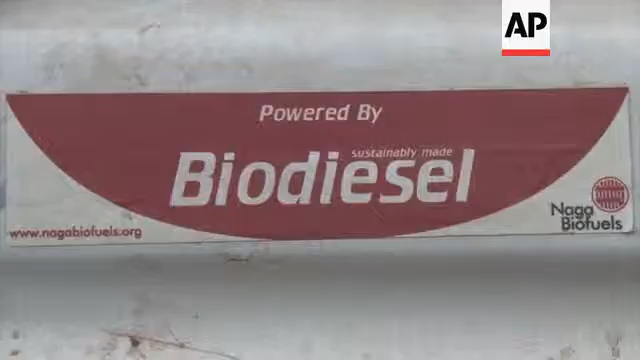 AP
Powered By
sustainably made
Biodiesel
www.nagabiofuels.org
Naga
Biofuels